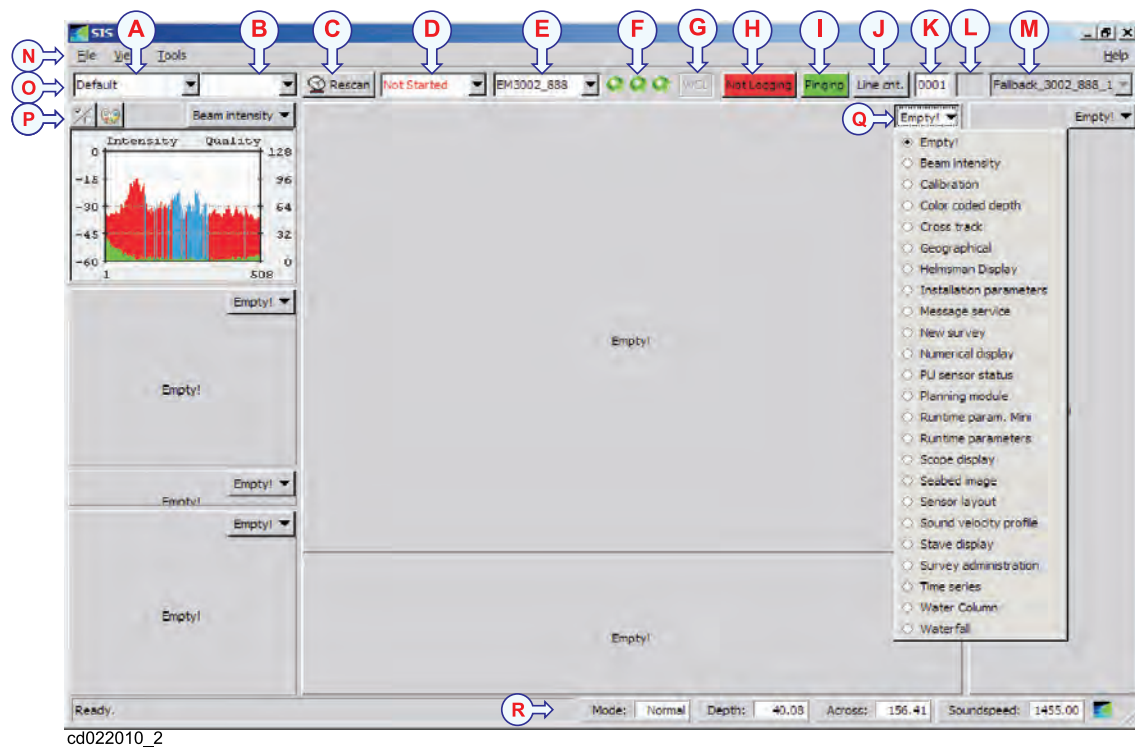 A B C D E F G H I J K L M
SIS
N File View Tools Help
O Default Rescan Not Started EM3002_888 WCL Not Logging Pinging Line cnt. 0001 Fallback_3002_888_1
P Beam intensity Q Empty! Empty!
Intensity Quality
0 128
-15 96
-30 64
-45 32
-60 0
1 508
Empty!
Empty!
Empty!
Empty!
Empty!
Empty!
Empty!
Empty!
Empty!
Beam intensity
Calibration
Color coded depth
Cross track
Geographical
Helmsman Display
Installation parameters
Message service
New survey
Numerical display
PU sensor status
Planning module
Runtime param. Mini
Runtime parameters
Scope display
Seabed image
Sensor layout
Sound velocity profile
Stave display
Survey administration
Time series
Water Column
Waterfall
Ready. R Mode: Normal Depth: 40.08 Across: 156.41 Soundspeed: 1455.00
cd022010_2